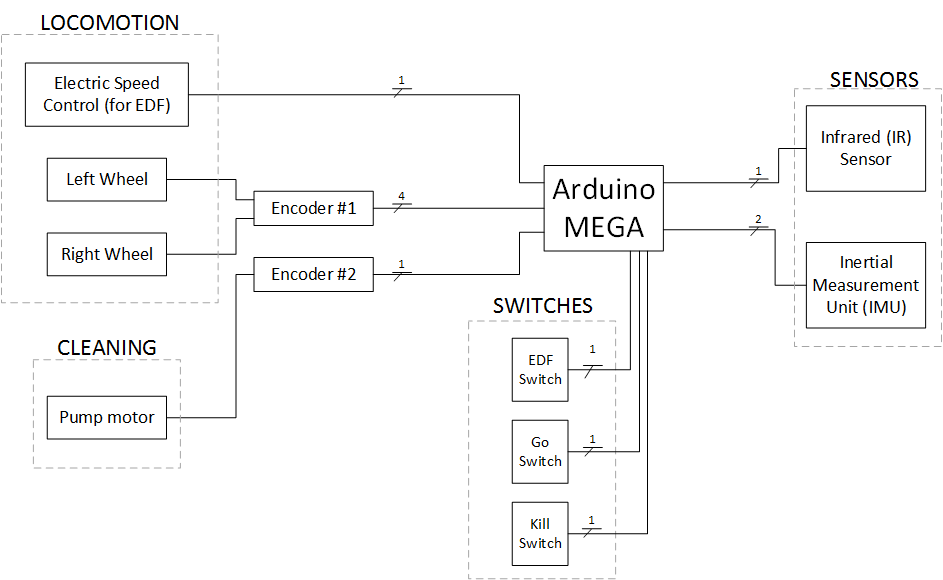 LOCOMOTION
Electric Speed
Control (for EDF)
1
Left Wheel
Right Wheel
Encoder #1
4
Encoder #2
1
CLEANING
Pump motor
Arduino
MEGA
SENSORS
Infrared (IR)
Sensor
1
2
Inertial
Measurement
Unit (IMU)
SWITCHES
EDF
Switch
1
Go
Switch
1
Kill
Switch
1